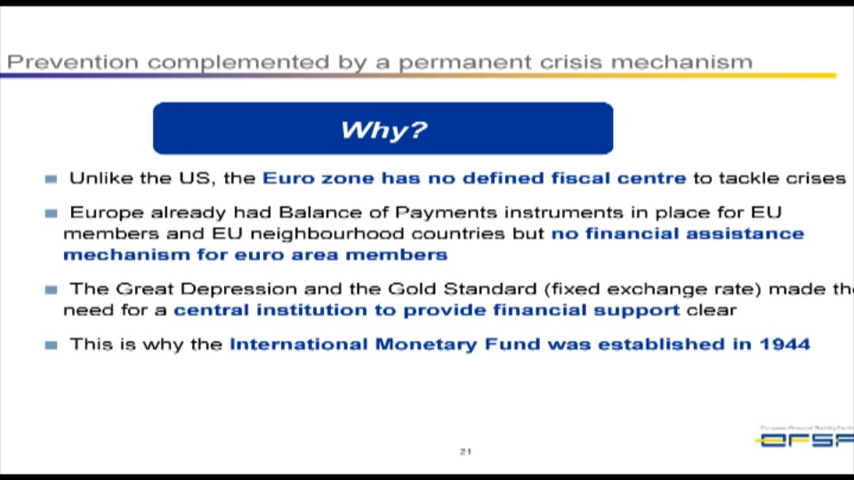 Prevention complemented by a permanent crisis mechanism
Why?
Unlike the US, the Euro zone has no defined fiscal centre to tackle crises
Europe already had Balance of Payments instruments in place for EU
members and EU neighbourhood countries but no financial assistance
mechanism for euro area members
The Great Depression and the Gold Standard (fixed exchange rate) made the
need for a central institution to provide financial support clear
This is why the International Monetary Fund was established in 1944
EFSF
21